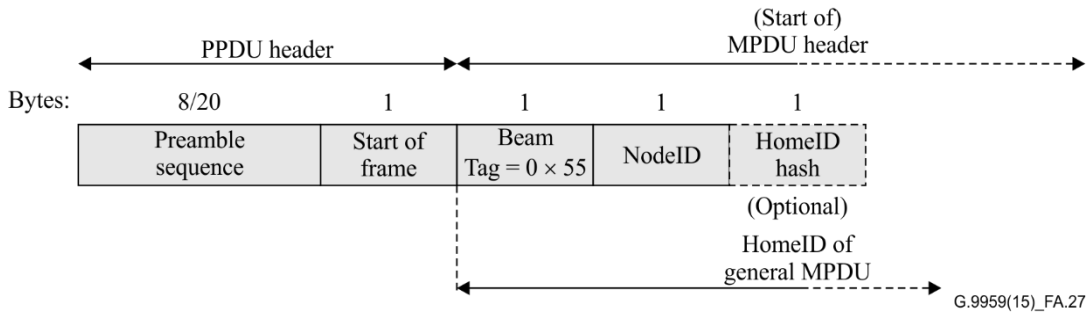 (Start of)
PPDU header
MPDU header
Bytes:
8/20
1
1
1
1
Preamble
sequence
Start of
frame
Beam
Tag = 0 × 55
NodeID
HomeID
hash
(Optional)
HomeID of
general MPDU
G.9959(15)_FA.27